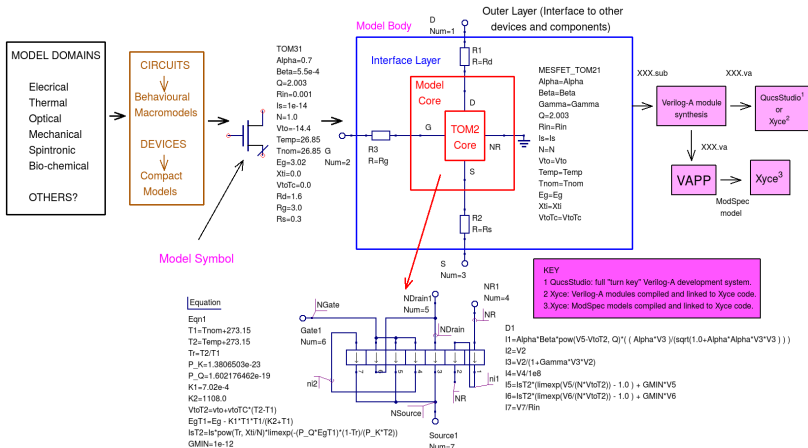 Outer Layer (Interface to other
devices and components)
Model Body
D
Num=1
MODEL DOMAINS
Elecrical
Thermal
Optical
Mechanical
Spintronic
Bio-chemical
OTHERS?
CIRCUITS
Behavioural
Macromodels
DEVICES
Compact
Models
TOM31
Alpha=0.7
Beta=5.5e-4
Q=2.003
Rin=0.001
Is=1e-14
N=1.0
Vto=-14.4
Temp=26.85
Tnom=26.85
Eg=3.02
Xti=0.0
VtoTc=0.0
Rd=1.6
Rg=3.0
Rs=0.3
Model Symbol
G
Num=2
Interface Layer
R1
R=Rd
Model
Core
D
G
TOM2
Core
NR
S
R3
R=Rg
R2
R=Rs
S
Num=3
MESFET_TOM21
Alpha=Alpha
Beta=Beta
Gamma=Gamma
Q=2.003
Rin=Rin
Is=Is
N=N
Vto=Vto
Temp=Temp
Tnom=Tnom
Eg=Eg
Xti=Xti
VtoTc=VtoTc
XXX.sub
Verilog-A module
synthesis
XXX.va
QucsStudio1
or
Xyce2
XXX.va
VAPP
ModSpec
model
Xyce3
KEY
1 QucsStudio: full "turn key" Verilog-A development system.
2 Xyce: Verilog-A modules compiled and linked to Xyce code.
3.Xyce: ModSpec models compiled and linked to Xyce code.
Equation
Eqn1
T1=Tnom+273.15
T2=Temp+273.15
Tr=T2/T1
P_K=1.3806503e-23
P_Q=1.602176462e-19
K1=7.02e-4
K2=1108.0
VtoT2=vto+vtoTC*(T2-T1)
EgT1=Eg - K1*T1*T1/(K2+T1)
IsT2=Is*pow(Tr, Xti/N)*limexp(-(P_Q*EgT1)*(1-Tr)/(P_K*T2))
GMIN=1e-12
NGate
Gate1
Num=6
NDrain1
Num=5
NDrain
NR1
Num=4
NR
7
6
5
4
3
2
1
ni2
NSource
NR
ni1
Source1
Num=7
D1
I1=Alpha*Beta*pow(V5-VtoT2, Q)*( ( Alpha*V3 )/(sqrt(1.0+Alpha*Alpha*V3*V3 ) ) )
I2=V2
I3=V2/(1+Gamma*V3*V2)
I4=V4/1e8
I5=IsT2*(limexp(V5/(N*VtoT2)) - 1.0 ) + GMIN*V5
I6=IsT2*(limexp(V6/(N*VtoT2)) - 1.0 ) + GMIN*V6
I7=V7/Rin